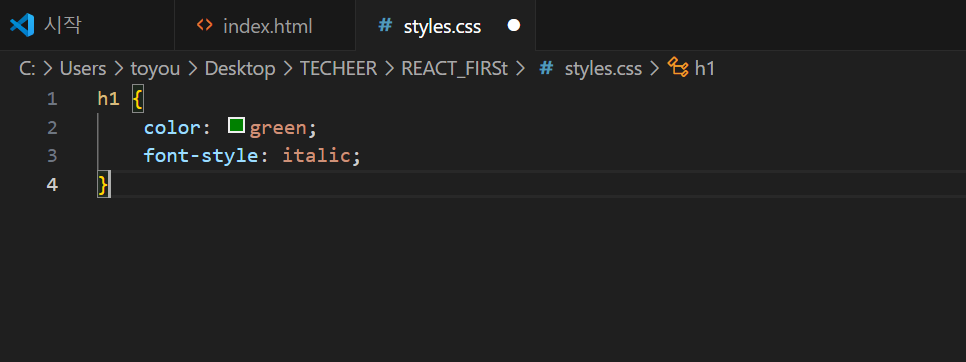 시작 index.html styles.css
C: > Users > toyou > Desktop > TECHEER > REACT_FIRSt > # styles.css > h1
1 h1 {
2 color: green;
3 font-style: italic;
4 }